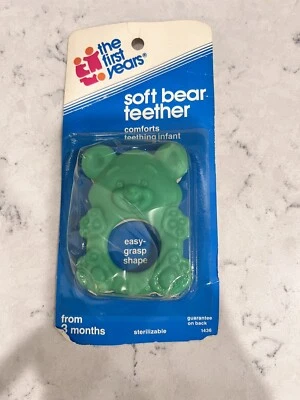 the
first
years®
soft bear
teether
comforts
teething infant
easy-
grasp
shape
from
3 months
sterilizable
guarantee
on back
1436